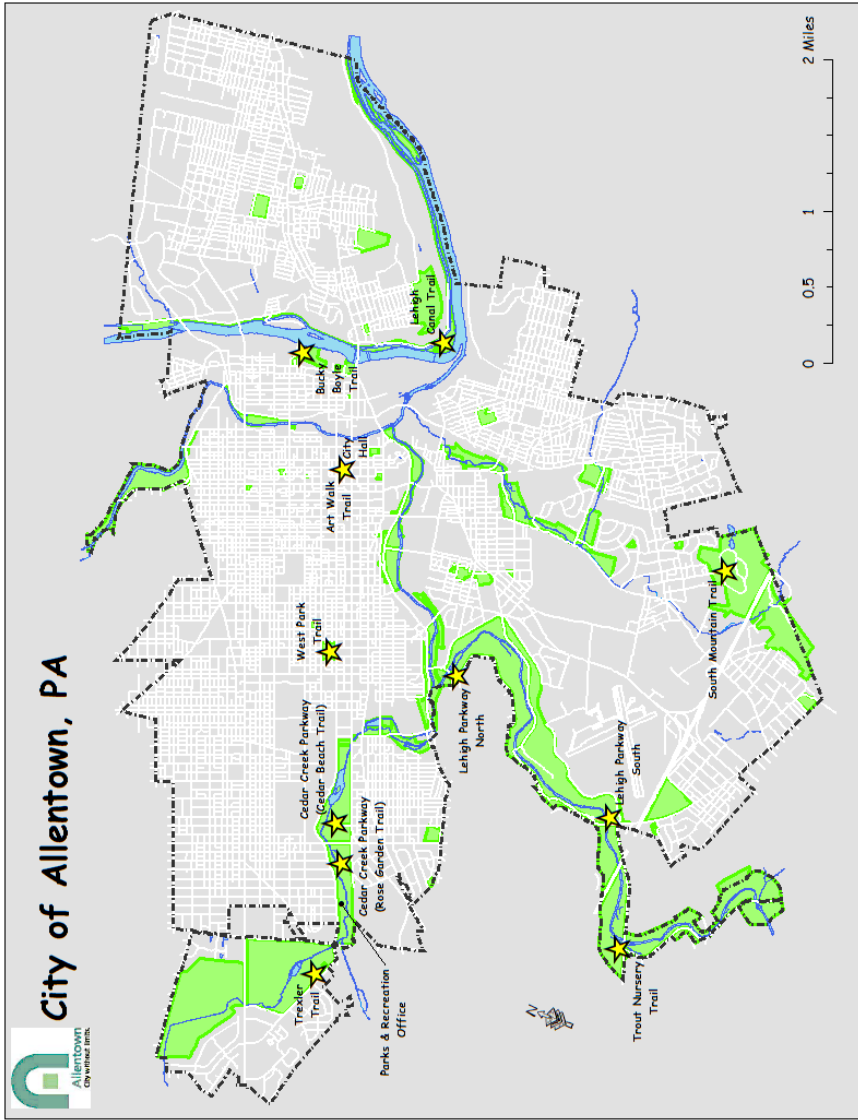 City of Allentown, PA
Allentown
City without limits.
Trexler
Trail
Parks & Recreation
Office
Cedar Creek Parkway
(Rose Garden Trail)
Cedar Creek Parkway
(Cedar Beach Trail)
West Park
Trail
Art Walk
Trail
City
Hall
Bucky
Boyle
Trail
Lehigh
Canal Trail
Lehigh Parkway
North
Lehigh Parkway
South
Trout Nursery
Trail
South Mountain Trail
N
0 0.5 1 2 Miles